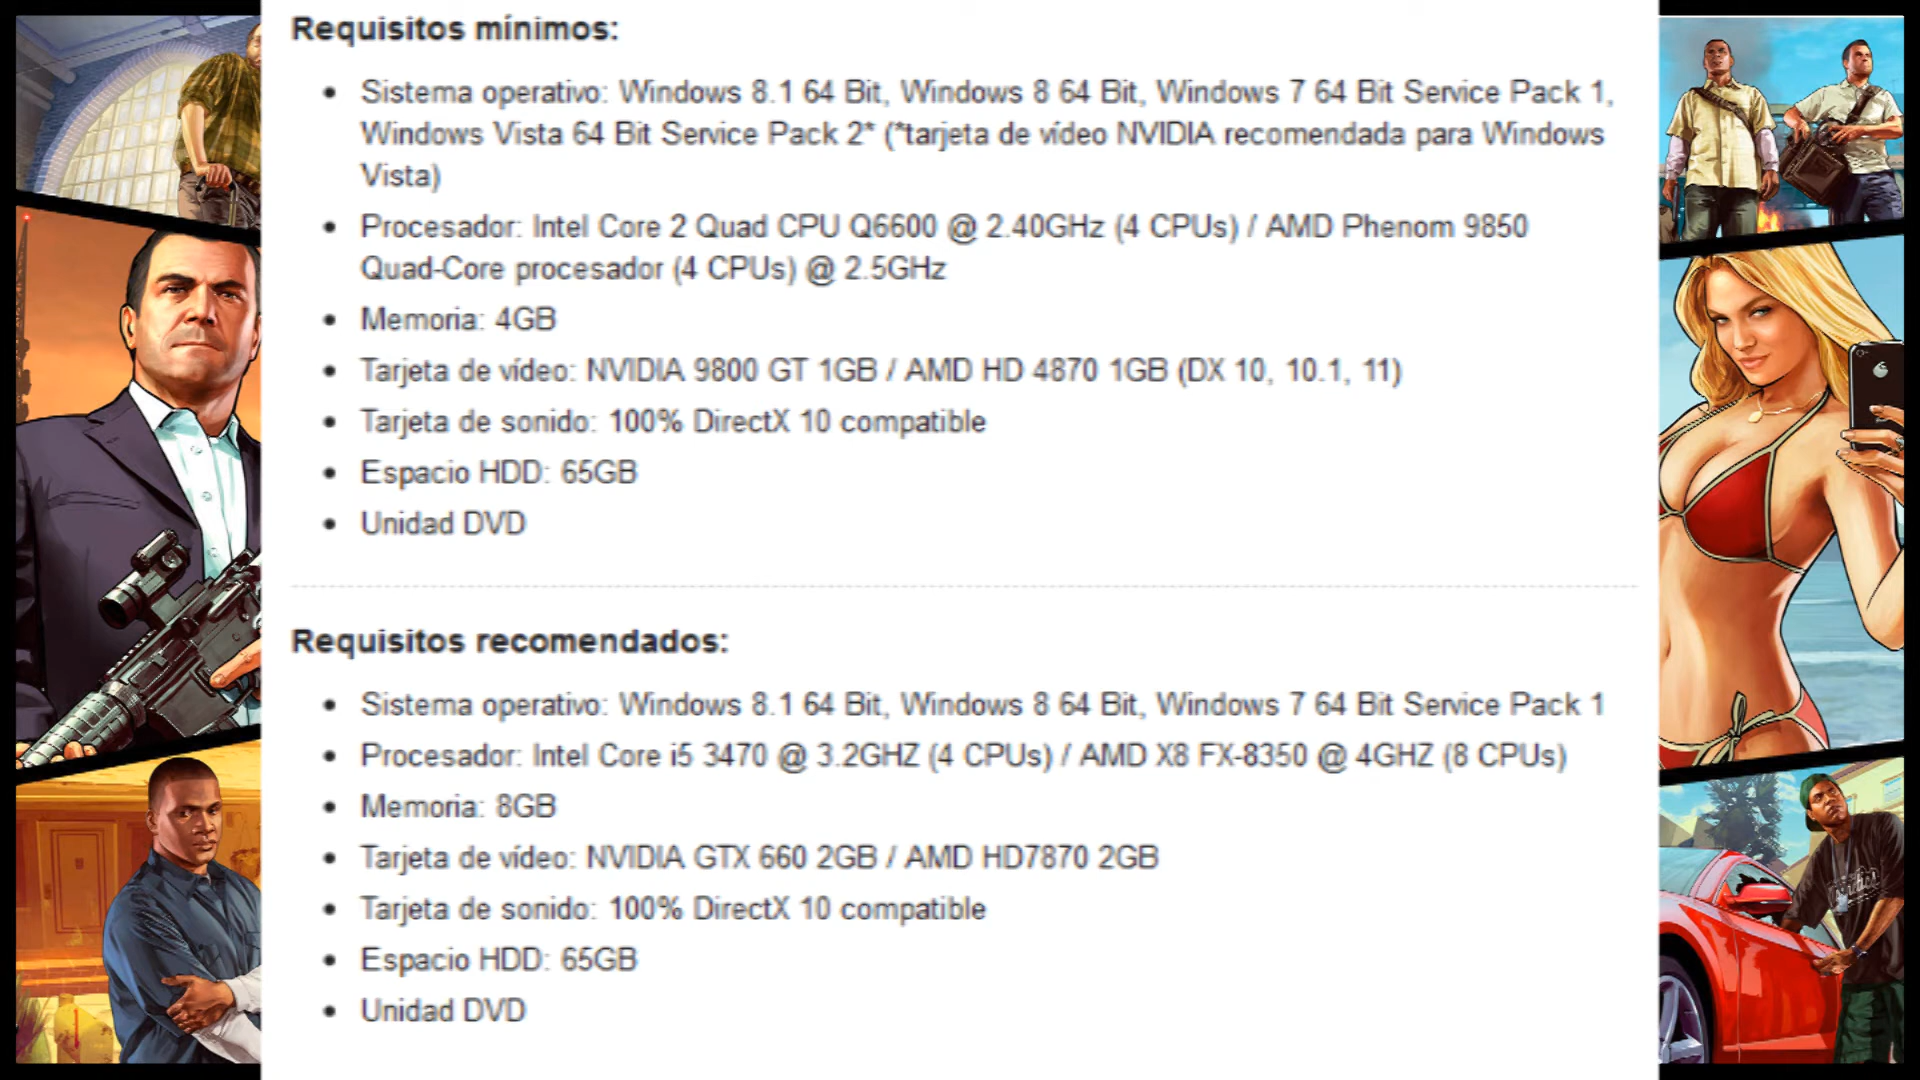 Requisitos mínimos:
• Sistema operativo: Windows 8.1 64 Bit, Windows 8 64 Bit, Windows 7 64 Bit Service Pack 1,
Windows Vista 64 Bit Service Pack 2* (*tarjeta de vídeo NVIDIA recomendada para Windows
Vista)
• Procesador: Intel Core 2 Quad CPU Q6600 @ 2.40GHz (4 CPUs) / AMD Phenom 9850
Quad-Core procesador (4 CPUs) @ 2.5GHz
• Memoria: 4GB
• Tarjeta de vídeo: NVIDIA 9800 GT 1GB / AMD HD 4870 1GB (DX 10, 10.1, 11)
• Tarjeta de sonido: 100% DirectX 10 compatible
• Espacio HDD: 65GB
• Unidad DVD
Requisitos recomendados:
• Sistema operativo: Windows 8.1 64 Bit, Windows 8 64 Bit, Windows 7 64 Bit Service Pack 1
• Procesador: Intel Core i5 3470 @ 3.2GHZ (4 CPUs) / AMD X8 FX-8350 @ 4GHZ (8 CPUs)
• Memoria: 8GB
• Tarjeta de vídeo: NVIDIA GTX 660 2GB / AMD HD7870 2GB
• Tarjeta de sonido: 100% DirectX 10 compatible
• Espacio HDD: 65GB
• Unidad DVD